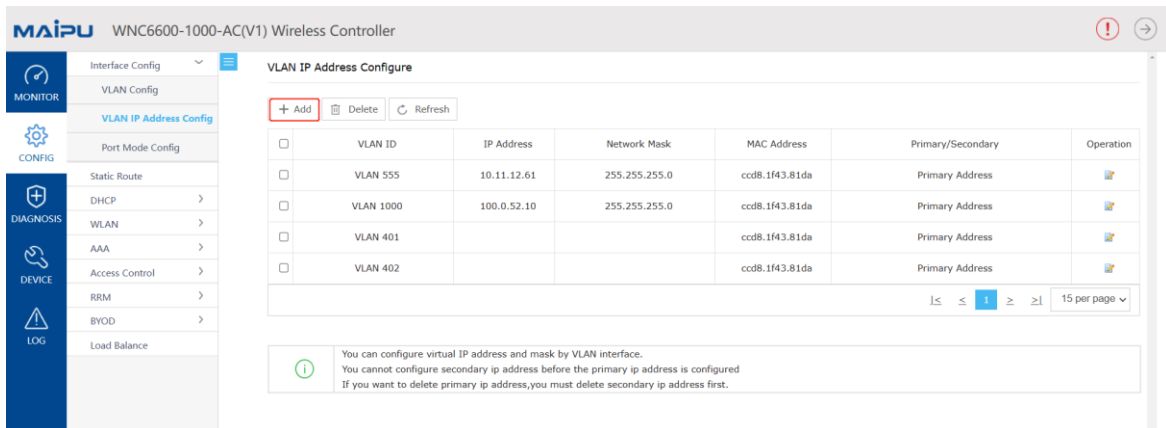 MAIPU WNC6600-1000-AC(V1) Wireless Controller
MONITOR
CONFIG
DIAGNOSIS
DEVICE
LOG
Interface Config
VLAN Config
VLAN IP Address Config
Port Mode Config
Static Route
DHCP
WLAN
AAA
Access Control
RRM
BYOD
Load Balance
VLAN IP Address Configure
+ Add Delete Refresh
VLAN ID IP Address Network Mask MAC Address Primary/Secondary Operation
VLAN 555 10.11.12.61 255.255.255.0 ccd8.1f43.81da Primary Address
VLAN 1000 100.0.52.10 255.255.255.0 ccd8.1f43.81da Primary Address
VLAN 401 ccd8.1f43.81da Primary Address
VLAN 402 ccd8.1f43.81da Primary Address
|< < 1 > >| 15 per page
You can configure virtual IP address and mask by VLAN interface.
You cannot configure secondary ip address before the primary ip address is configured
If you want to delete primary ip address,you must delete secondary ip address first.